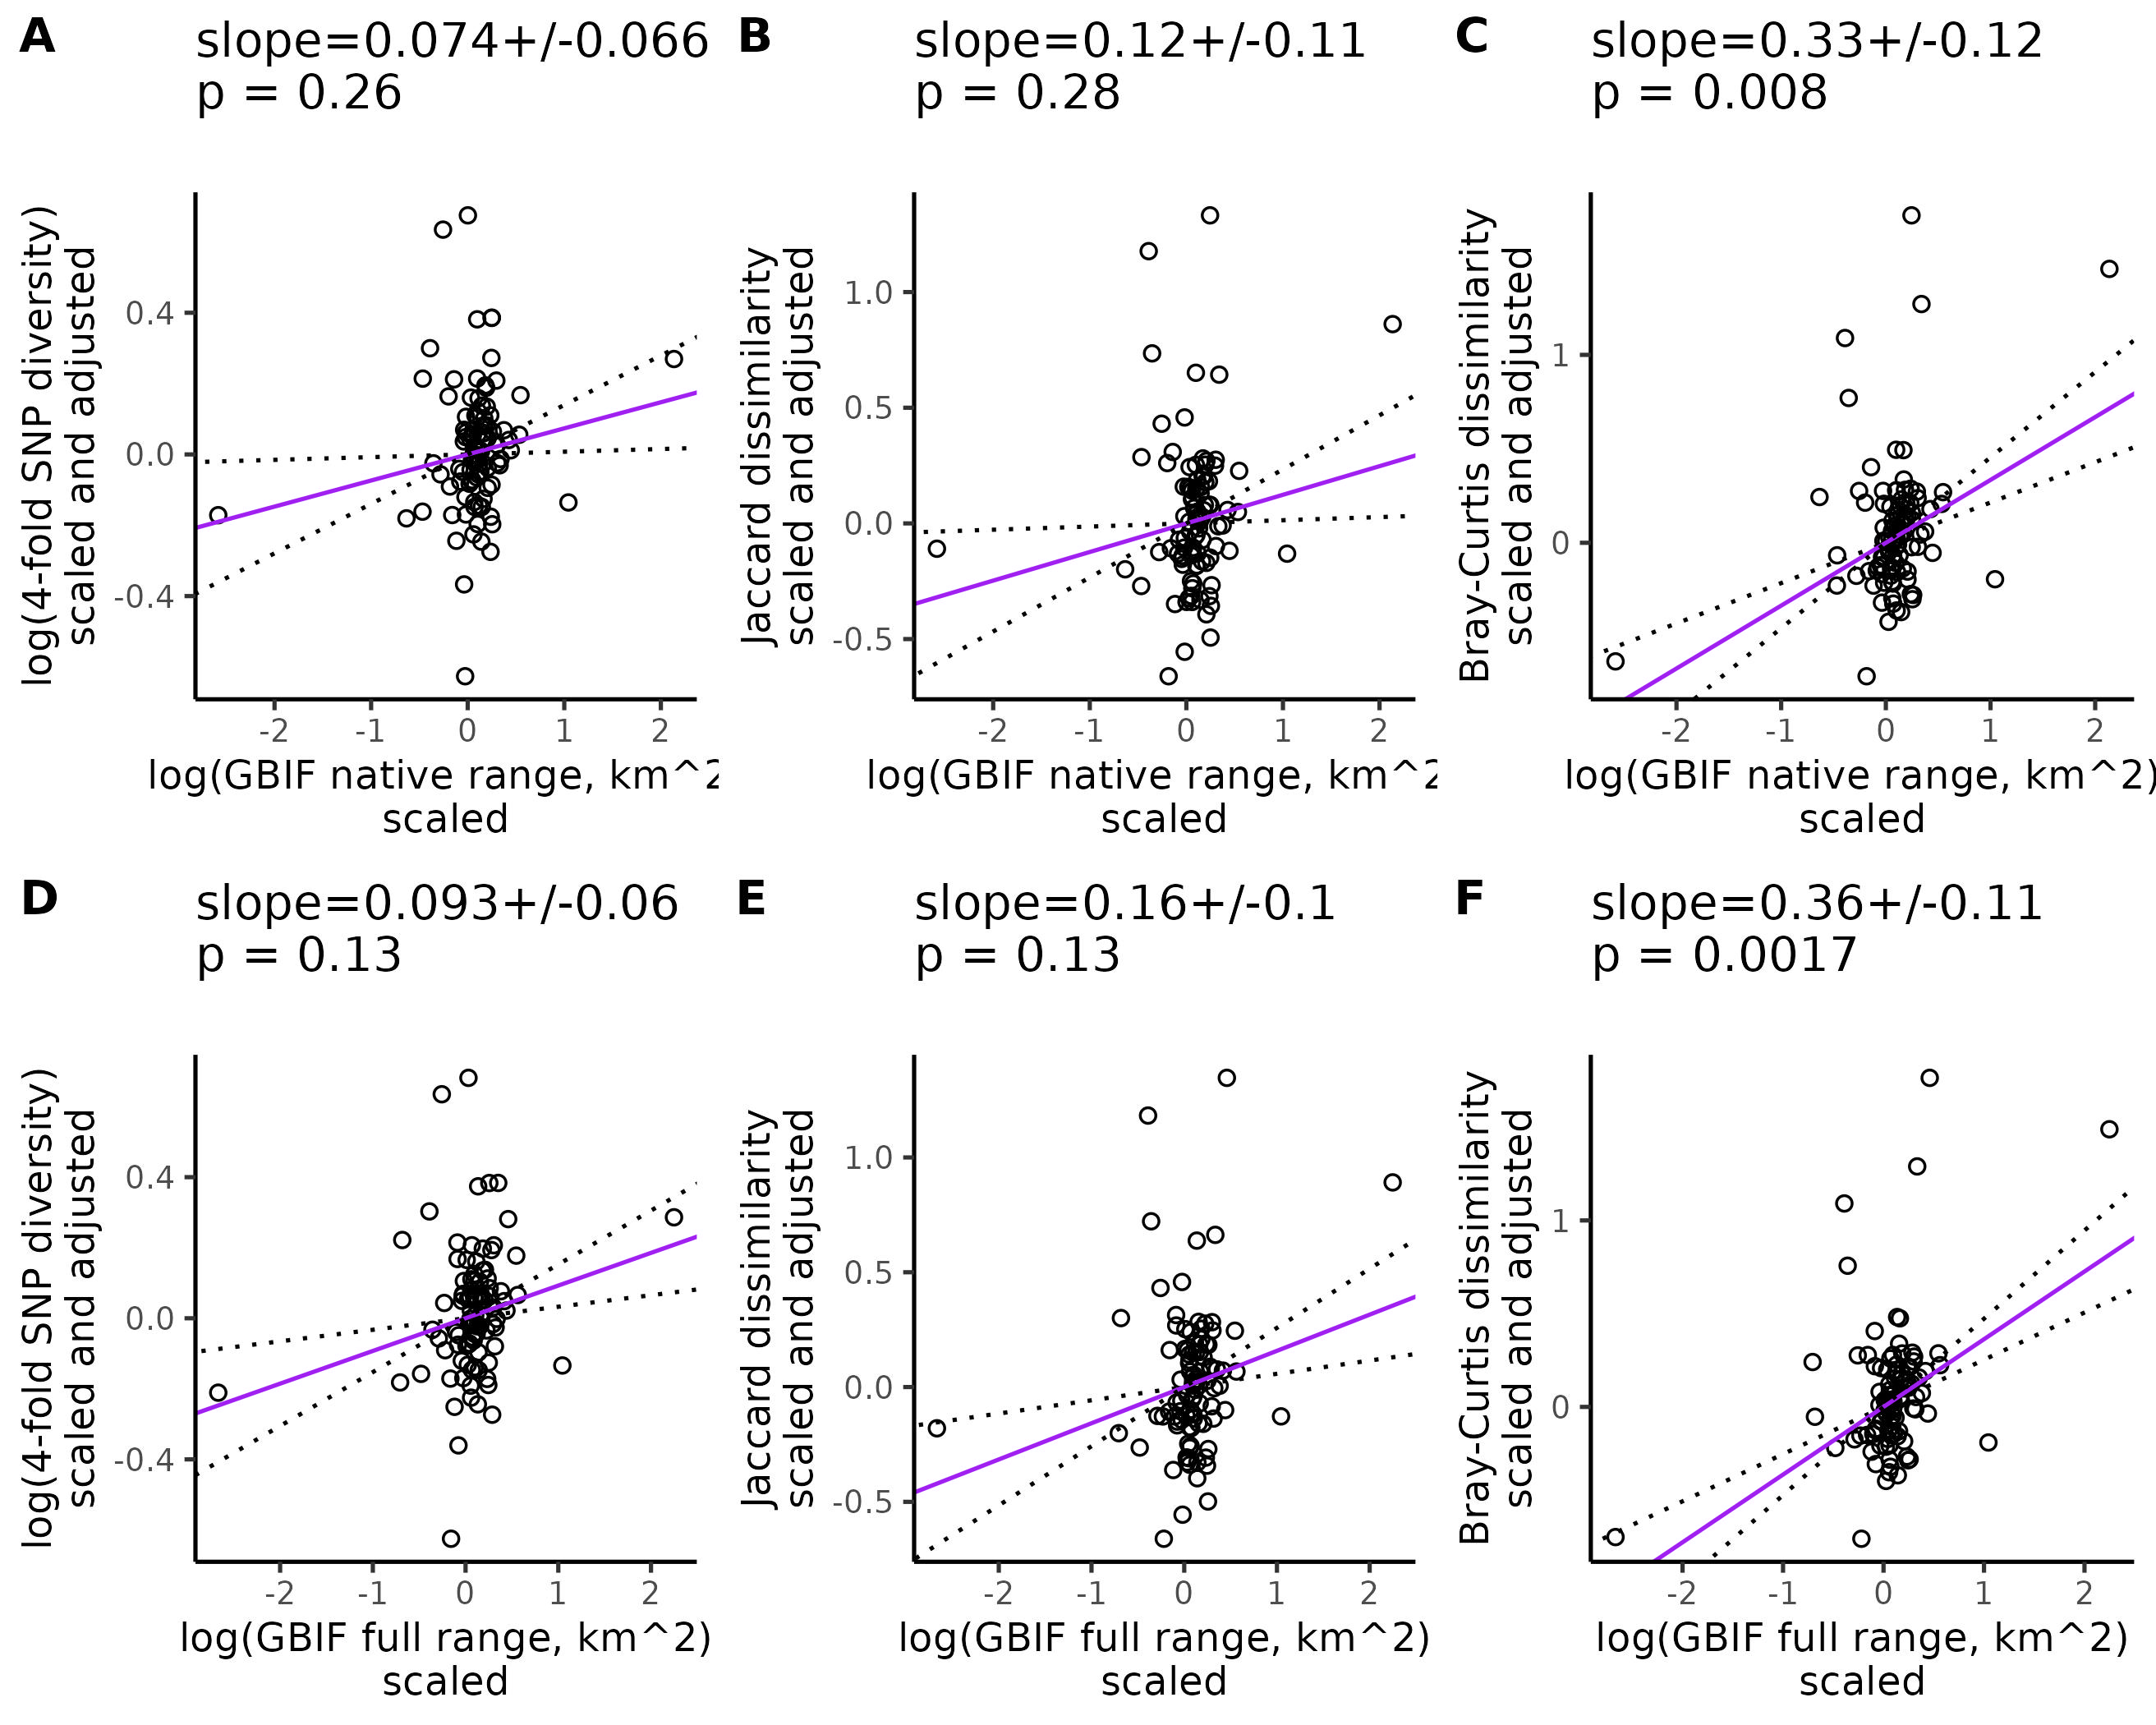 A
slope=0.074+/-0.066
p = 0.26
log(4-fold SNP diversity)
scaled and adjusted
0.4
0.0
-0.4
-2
-1
0
1
2
log(GBIF native range, km^2
scaled
B
slope=0.12+/-0.11
p = 0.28
Jaccard dissimilarity
scaled and adjusted
1.0
0.5
0.0
-0.5
-2
-1
0
1
2
log(GBIF native range, km^2
scaled
C
slope=0.33+/-0.12
p = 0.008
Bray-Curtis dissimilarity
scaled and adjusted
1
0
-2
-1
0
1
2
log(GBIF native range, km^2)
scaled
D
slope=0.093+/-0.06
p = 0.13
log(4-fold SNP diversity)
scaled and adjusted
0.4
0.0
-0.4
-2
-1
0
1
2
log(GBIF full range, km^2)
scaled
E
slope=0.16+/-0.1
p = 0.13
Jaccard dissimilarity
scaled and adjusted
1.0
0.5
0.0
-0.5
-2
-1
0
1
2
log(GBIF full range, km^2)
scaled
F
slope=0.36+/-0.11
p = 0.0017
Bray-Curtis dissimilarity
scaled and adjusted
1
0
-2
-1
0
1
2
log(GBIF full range, km^2)
scaled